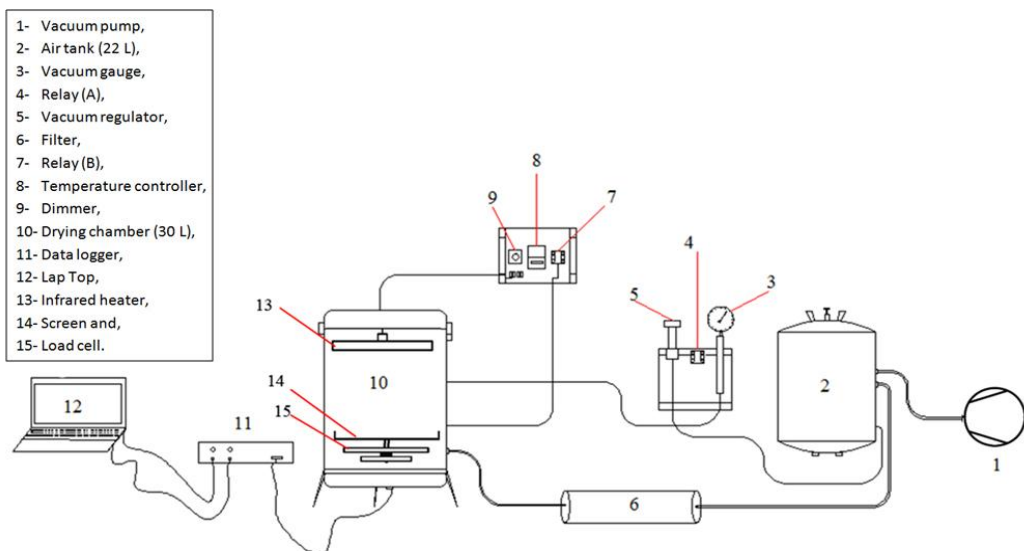 1- Vacuum pump,
2- Air tank (22 L),
3- Vacuum gauge,
4- Relay (A),
5- Vacuum regulator,
6- Filter,
7- Relay (B),
8- Temperature controller,
9- Dimmer,
10- Drying chamber (30 L),
11- Data logger,
12- Lap Top,
13- Infrared heater,
14- Screen and,
15- Load cell.
8
9
7
4
3
5
13
10
2
14
12
15
11
1
6